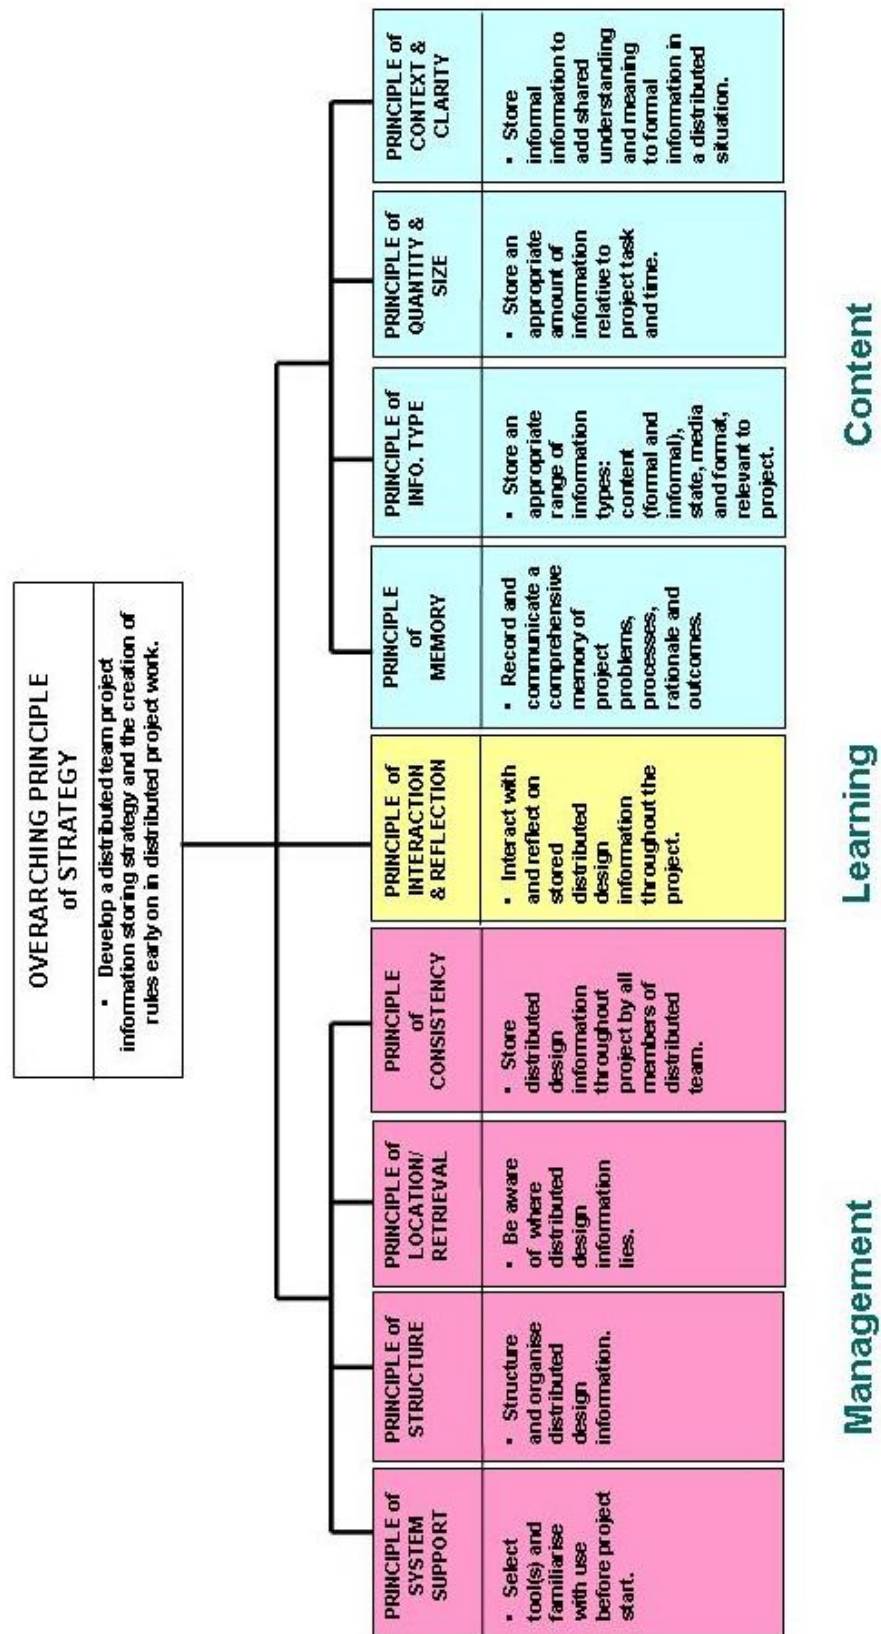 OVERARCHING PRINCIPLE
of STRATEGY
▪ Develop a distributed team project
information storing strategy and the creation of
rules early on in distributed project work.
PRINCIPLE of
SYSTEM
SUPPORT
▪ Select
tool(s) and
familiarise
with use
before project
start.
PRINCIPLE of
STRUCTURE
▪ Structure
and organise
distributed
design
information.
PRINCIPLE of
LOCATION/
RETRIEVAL
▪ Be aware
of where
distributed
design
information
lies.
PRINCIPLE
of
CONSISTENCY
▪ Store
distributed
design
information
throughout
project by all
members of
distributed
team.
PRINCIPLE of
INTERACTION
& REFLECTION
▪ Interact with
and reflect on
stored
distributed
design
information
throughout the
project.
PRINCIPLE
of
MEMORY
▪ Record and
communicate a
comprehensive
memory of
project
problems,
processes,
rationale and
outcomes.
PRINCIPLE of
INFO. TYPE
▪ Store an
appropriate
range of
information
types:
content
(formal and
informal),
state, media
and format,
relevant to
project.
PRINCIPLE of
QUANTITY &
SIZE
▪ Store an
appropriate
amount of
information
relative to
project task
and time.
PRINCIPLE of
CONTEXT &
CLARITY
▪ Store
informal
information to
add shared
understanding
and meaning
to formal
information in
a distributed
situation.
Management
Learning
Content